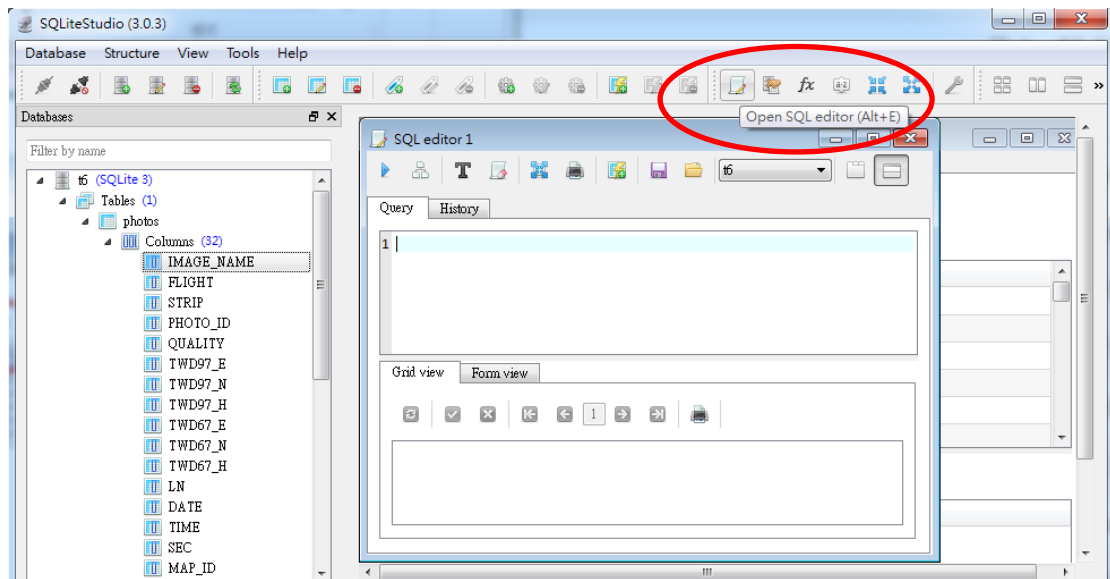 SQLiteStudio (3.0.3)
Database Structure View Tools Help
fx
Databases
Open SQL editor (Alt+E)
Filter by name
SQL editor 1
t6 (SQLite 3)
T
t6
Tables (1)
photos
Query History
Columns (32)
1
IMAGE_NAME
FLIGHT
STRIP
PHOTO_ID
QUALITY
TWD97_E
Grid view Form view
TWD97_N
TWD97_H
1
TWD67_E
TWD67_N
TWD67_H
LN
DATE
TIME
SEC
MAP_ID